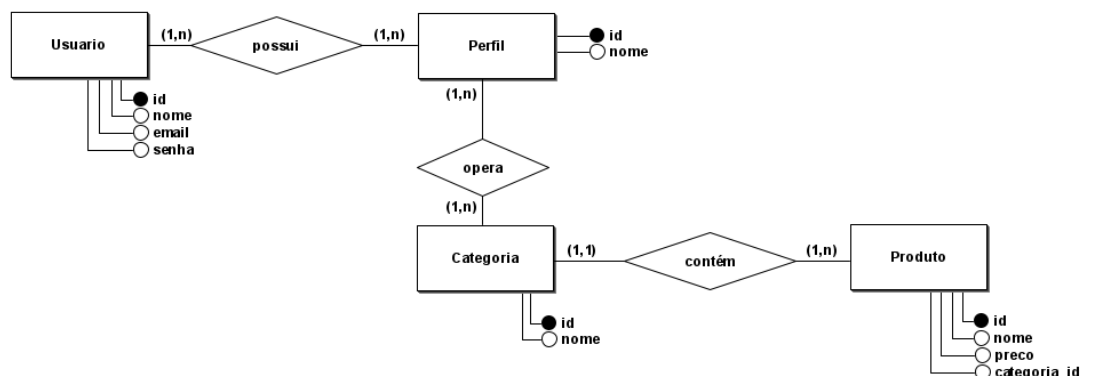 Usuario
(1,n)
possui
(1,n)
Perfil
id
nome
id
nome
email
senha
(1,n)
opera
(1,n)
Categoria
(1,1)
contém
(1,n)
Produto
id
nome
id
nome
preco
categoria_id